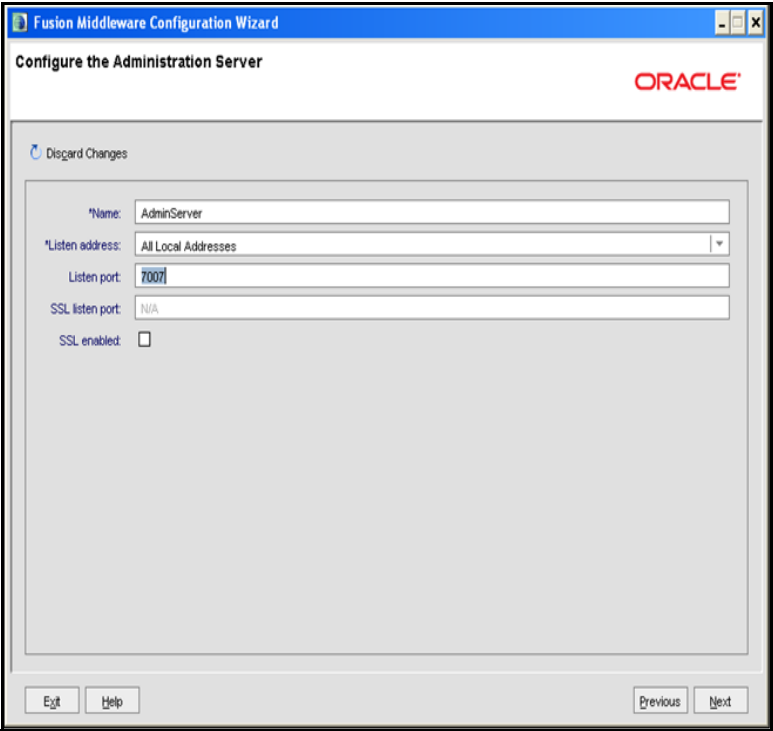 Fusion Middleware Configuration Wizard
Configure the Administration Server
ORACLE
Discard Changes
*Name: AdminServer
*Listen address: All Local Addresses
Listen port: 7007
SSL listen port: N/A
SSL enabled:
Exit Help Previous Next